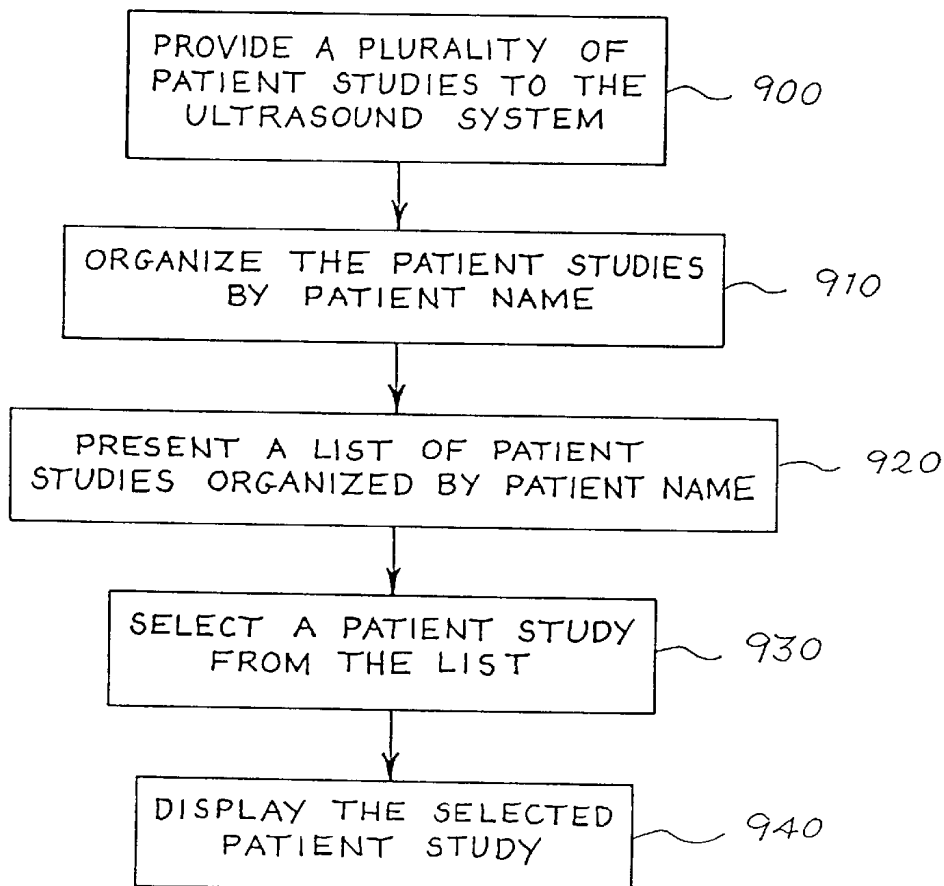 PROVIDE A PLURALITY OF
PATIENT STUDIES TO THE
ULTRASOUND SYSTEM
900
ORGANIZE THE PATIENT STUDIES
BY PATIENT NAME
910
PRESENT A LIST OF PATIENT
STUDIES ORGANIZED BY PATIENT NAME
920
SELECT A PATIENT STUDY
FROM THE LIST
930
DISPLAY THE SELECTED
PATIENT STUDY
940